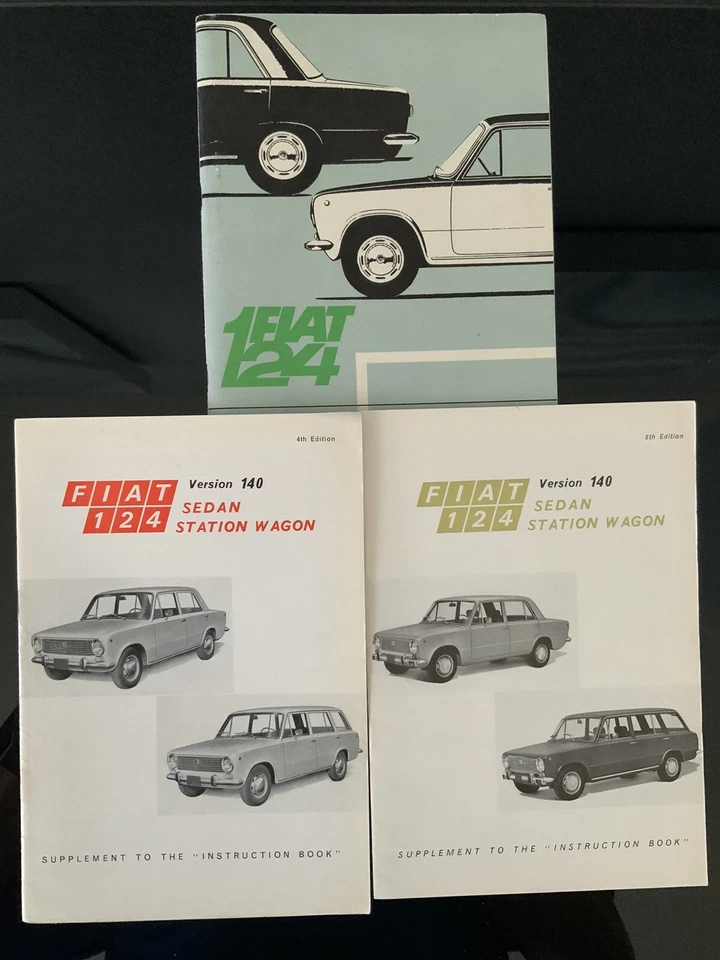 FIAT
124
4th Edition
FIAT
124
Version 140
SEDAN
STATION WAGON
SUPPLEMENT TO THE "INSTRUCTION BOOK"
5th Edition
FIAT
124
Version 140
SEDAN
STATION WAGON
SUPPLEMENT TO THE "INSTRUCTION BOOK"